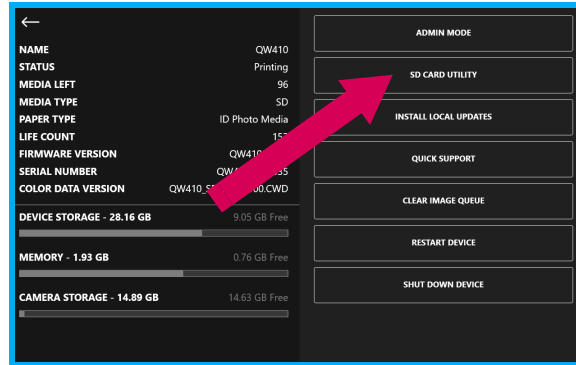 NAME QW410
STATUS Printing
MEDIA LEFT 96
MEDIA TYPE SD
PAPER TYPE ID Photo Media
LIFE COUNT
FIRMWARE VERSION QW410
SERIAL NUMBER
COLOR DATA VERSION
DEVICE STORAGE - 28.16 GB 9.05 GB Free
MEMORY - 1.93 GB 0.76 GB Free
CAMERA STORAGE - 14.89 GB 14.63 GB Free
ADMIN MODE
SD CARD UTILITY
INSTALL LOCAL UPDATES
QUICK SUPPORT
CLEAR IMAGE QUEUE
RESTART DEVICE
SHUT DOWN DEVICE